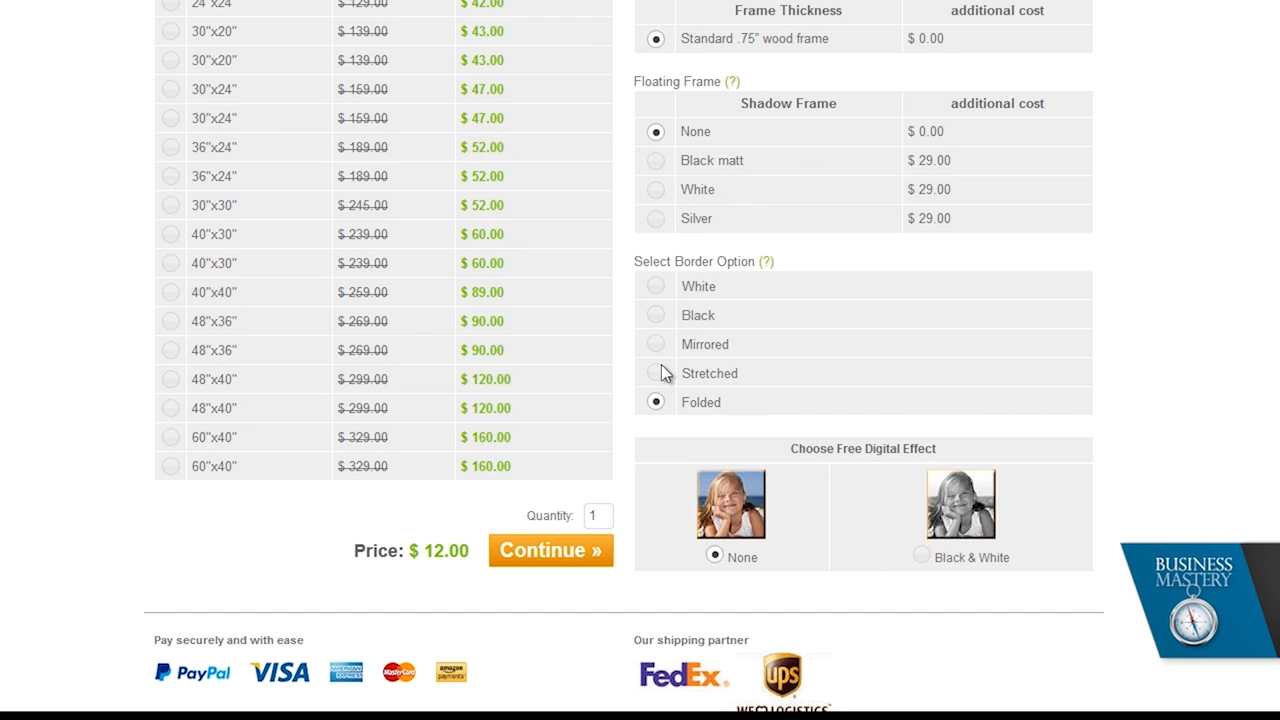 24"x24" $ 129.00 $ 42.00
30"x20" $ 139.00 $ 43.00
30"x20" $ 139.00 $ 43.00
30"x24" $ 159.00 $ 47.00
30"x24" $ 159.00 $ 47.00
36"x24" $ 189.00 $ 52.00
36"x24" $ 189.00 $ 52.00
30"x30" $ 245.00 $ 52.00
40"x30" $ 239.00 $ 60.00
40"x30" $ 239.00 $ 60.00
40"x40" $ 259.00 $ 89.00
48"x36" $ 269.00 $ 90.00
48"x36" $ 269.00 $ 90.00
48"x40" $ 299.00 $ 120.00
48"x40" $ 299.00 $ 120.00
60"x40" $ 329.00 $ 160.00
60"x40" $ 329.00 $ 160.00
Quantity: 1
Price: $ 12.00 Continue »
Frame Thickness additional cost
Standard .75" wood frame $ 0.00
Floating Frame (?)
Shadow Frame additional cost
None $ 0.00
Black matt $ 29.00
White $ 29.00
Silver $ 29.00
Select Border Option (?)
White
Black
Mirrored
Stretched
Folded
Choose Free Digital Effect
None Black & White
BUSINESS
MASTERY
Pay securely and with ease
PayPal VISA AMERICAN EXPRESS MasterCard amazon payments
Our shipping partner
FedEx ups
WE LOGISTICS